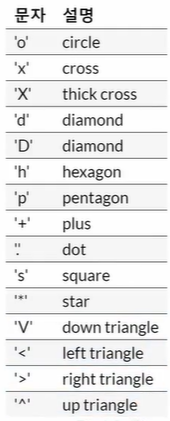 문자 설명
'o' circle
'x' cross
'X' thick cross
'd' diamond
'D' diamond
'h' hexagon
'p' pentagon
'+' plus
'.' dot
's' square
'*' star
'V' down triangle
'<' left triangle
'>' right triangle
'^' up triangle